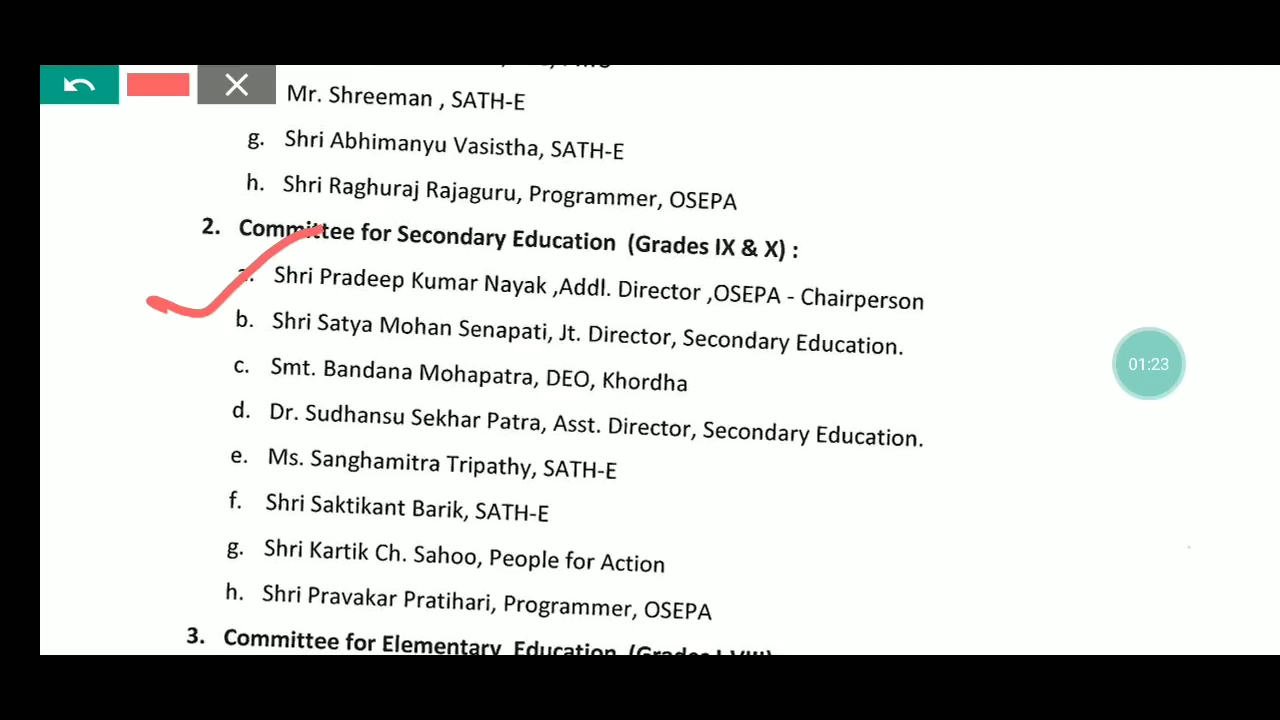 Mr. Shreeman , SATH-E
g. Shri Abhimanyu Vasistha, SATH-E
h. Shri Raghuraj Rajaguru, Programmer, OSEPA
2. Committee for Secondary Education (Grades IX & X) :
a. Shri Pradeep Kumar Nayak ,Addl. Director ,OSEPA - Chairperson
b. Shri Satya Mohan Senapati, Jt. Director, Secondary Education.
01:23
c. Smt. Bandana Mohapatra, DEO, Khordha
d. Dr. Sudhansu Sekhar Patra, Asst. Director, Secondary Education.
e. Ms. Sanghamitra Tripathy, SATH-E
f. Shri Saktikant Barik, SATH-E
g. Shri Kartik Ch. Sahoo, People for Action
h. Shri Pravakar Pratihari, Programmer, OSEPA
3. Committee for Elementary Education (Grades I-VIII)